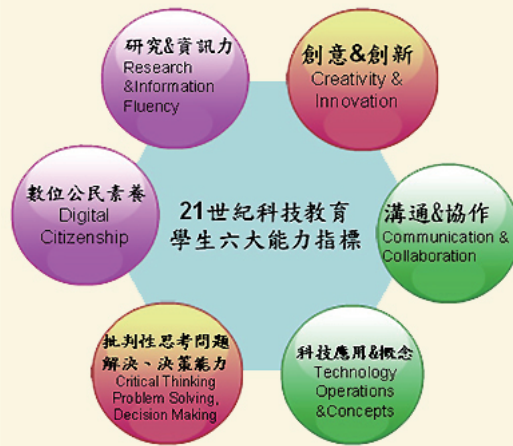 研究&資訊力
Research
&Information
Fluency
創意&創新
Creativity &
Innovation
數位公民素養
Digital
Citizenship
21世紀科技教育
學生六大能力指標
溝通&協作
Communication &
Collaboration
批判性思考問題
解決、決策能力
Critical Thinking
Problem Solving,
Decision Making
科技應用&概念
Technology
Operations
&Concepts